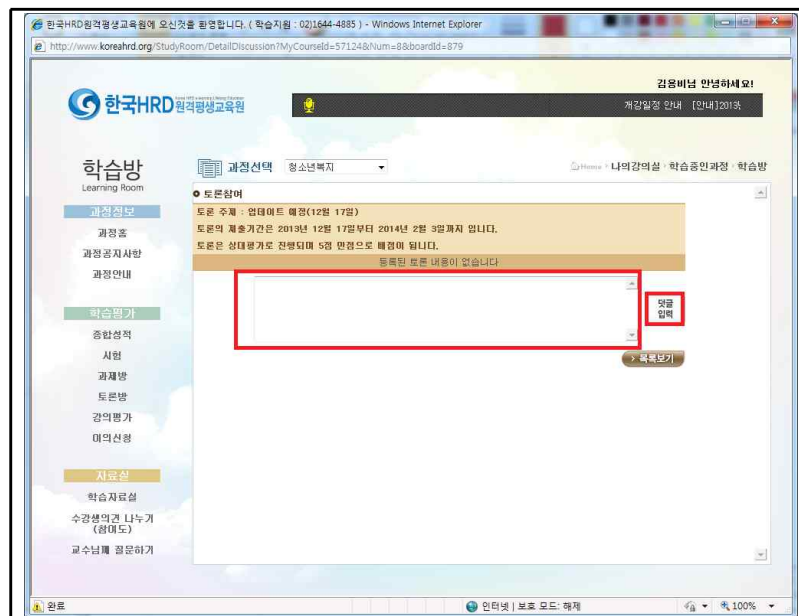 한국HRD원격평생교육원에 오신것을 환영합니다. ( 학습지원 : 02)1644-4885 ) - Windows Internet Explorer
http://www.koreahrd.org/StudyRoom/DetailDiscussion?MyCourseId=57124&Num=8&boardId=879
김용비님 안녕하세요!
한국HRD원격평생교육원
개강일정 안내 [안내]2013
학습방
Learning Room
과정선택 청소년복지
Home 나의강의실 학습중인과정 학습방
과정정보
과정홈
과정공지사항
과정안내
학습평가
종합성적
시험
과제방
토론방
강의평가
이의신청
자료실
학습자료실
수강생의견 나누기
(참여도)
교수님께 질문하기
토론참여
토론 주제 : 업데이트 예정(12월 17일)
토론의 제출기간은 2013년 12월 17일부터 2014년 2월 3일까지 입니다.
토론은 상대평가로 진행되며 5점 만점으로 배점이 됩니다.
등록된 토론 내용이 없습니다
댓글
입력
목록보기
완료
인터넷 | 보호 모드: 해제
100%